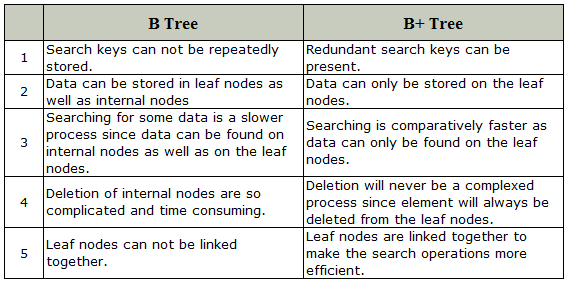 B Tree
B+ Tree
1
Search keys can not be repeatedly
stored.
Redundant search keys can be
present.
2
Data can be stored in leaf nodes as
well as internal nodes
Data can only be stored on the leaf
nodes.
3
Searching for some data is a slower
process since data can be found on
internal nodes as well as on the leaf
nodes.
Searching is comparatively faster as
data can only be found on the leaf
nodes.
4
Deletion of internal nodes are so
complicated and time consuming.
Deletion will never be a complexed
process since element will always be
deleted from the leaf nodes.
5
Leaf nodes can not be linked
together.
Leaf nodes are linked together to
make the search operations more
efficient.